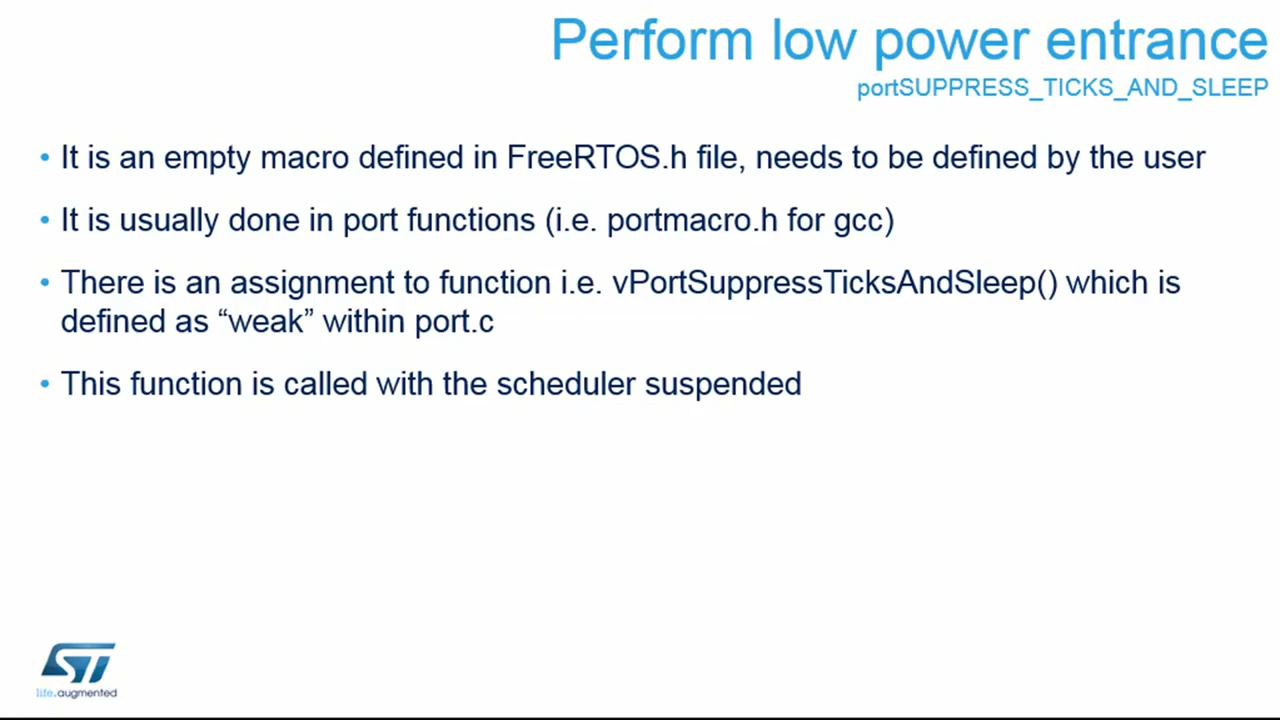 Perform low power entrance
portSUPPRESS_TICKS_AND_SLEEP
• It is an empty macro defined in FreeRTOS.h file, needs to be defined by the user
• It is usually done in port functions (i.e. portmacro.h for gcc)
• There is an assignment to function i.e. vPortSuppressTicksAndSleep() which is
defined as “weak” within port.c
• This function is called with the scheduler suspended
ST
life.augmented